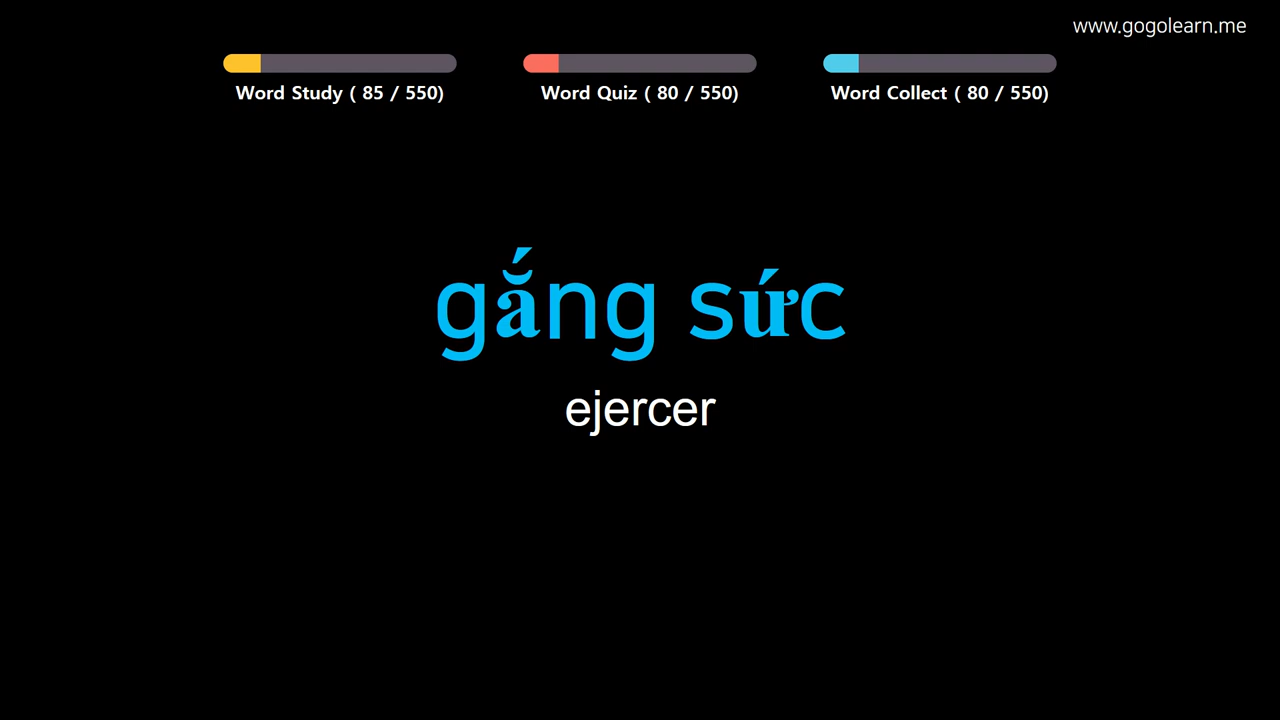 www.gogolearn.me
Word Study ( 85 / 550)
Word Quiz ( 80 / 550)
Word Collect ( 80 / 550)
gắng sức
ejercer